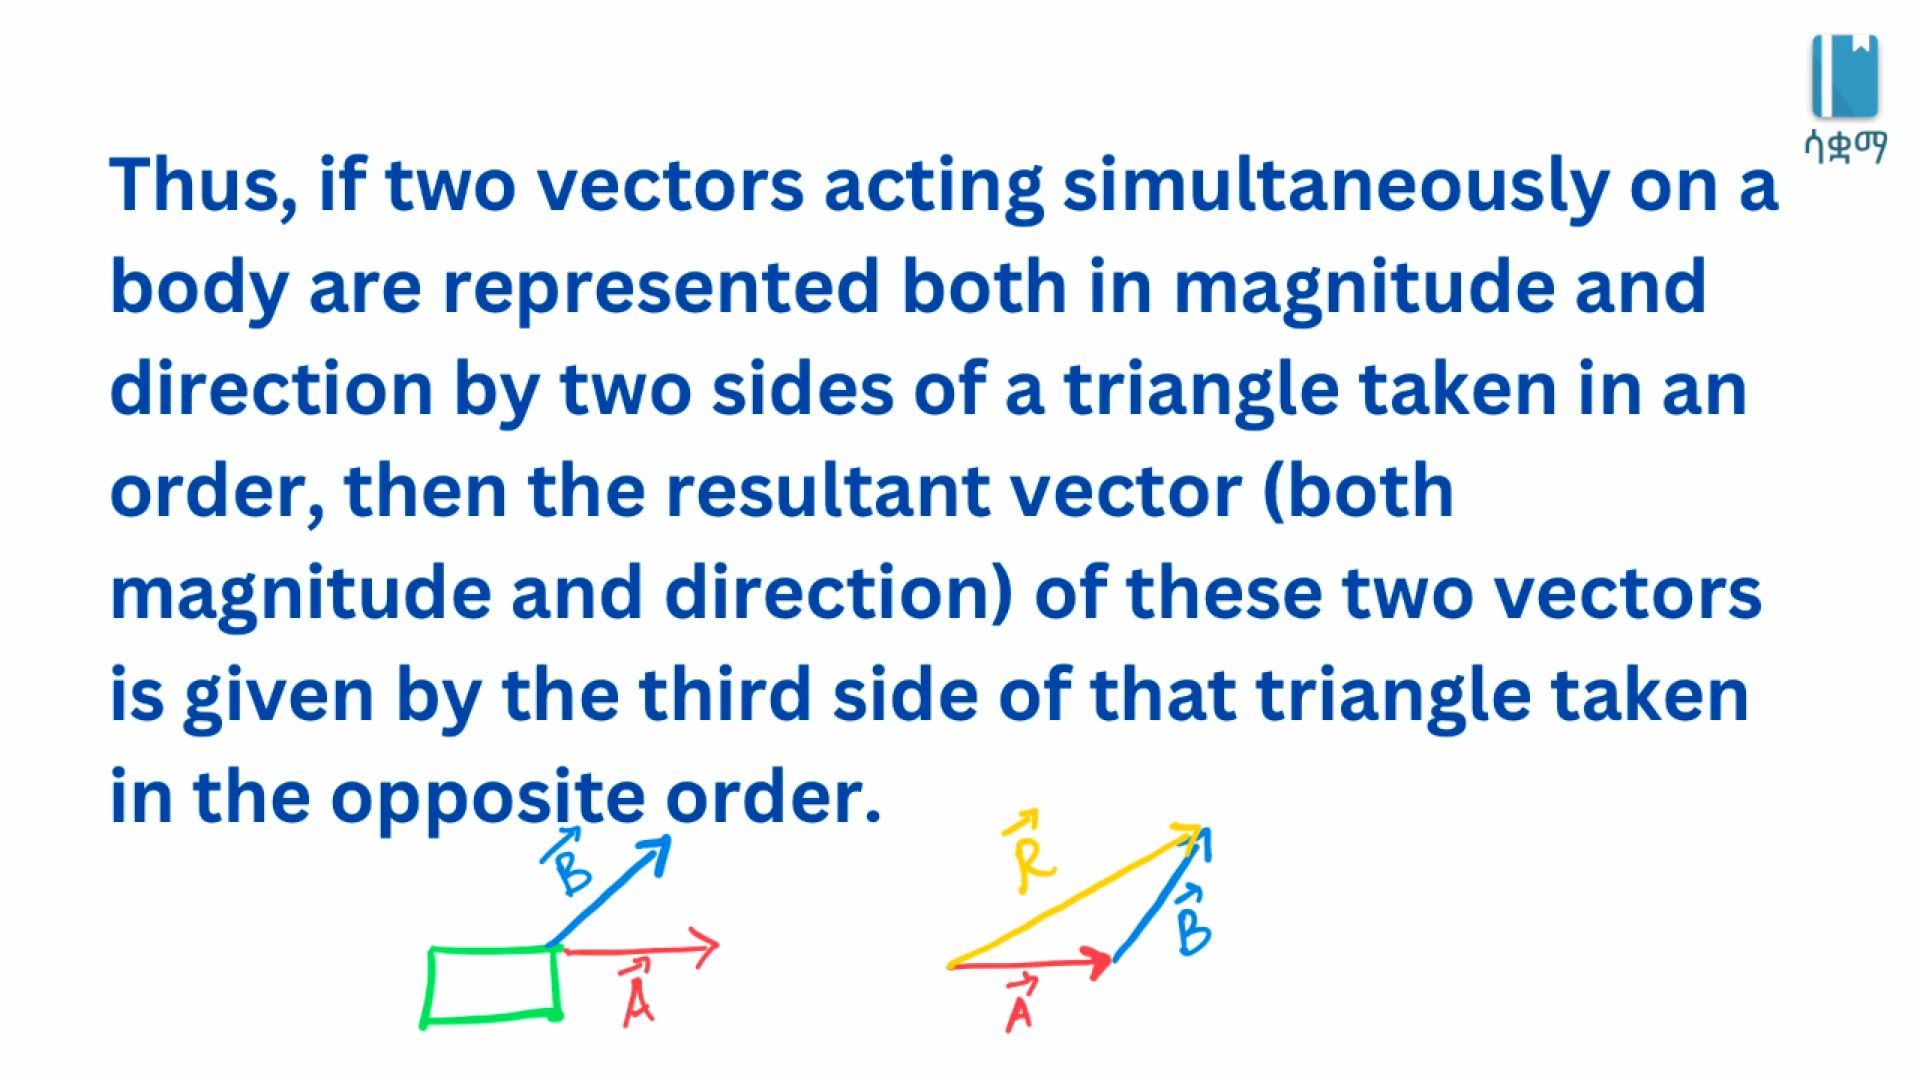 ሳቋማ
Thus, if two vectors acting simultaneously on a
body are represented both in magnitude and
direction by two sides of a triangle taken in an
order, then the resultant vector (both
magnitude and direction) of these two vectors
is given by the third side of that triangle taken
in the opposite order.
B⃗
A⃗
R⃗
B⃗
A⃗